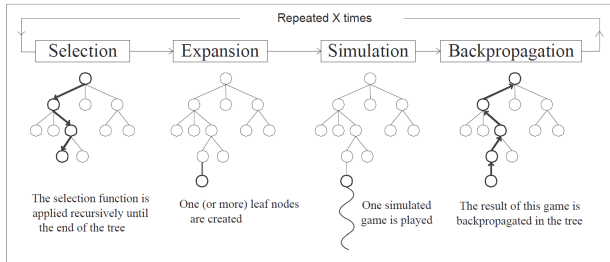 Repeated X times
Selection
Expansion
Simulation
Backpropagation
The selection function is
applied recursively until
the end of the tree
One (or more) leaf nodes
are created
One simulated
game is played
The result of this game is
backpropagated in the tree